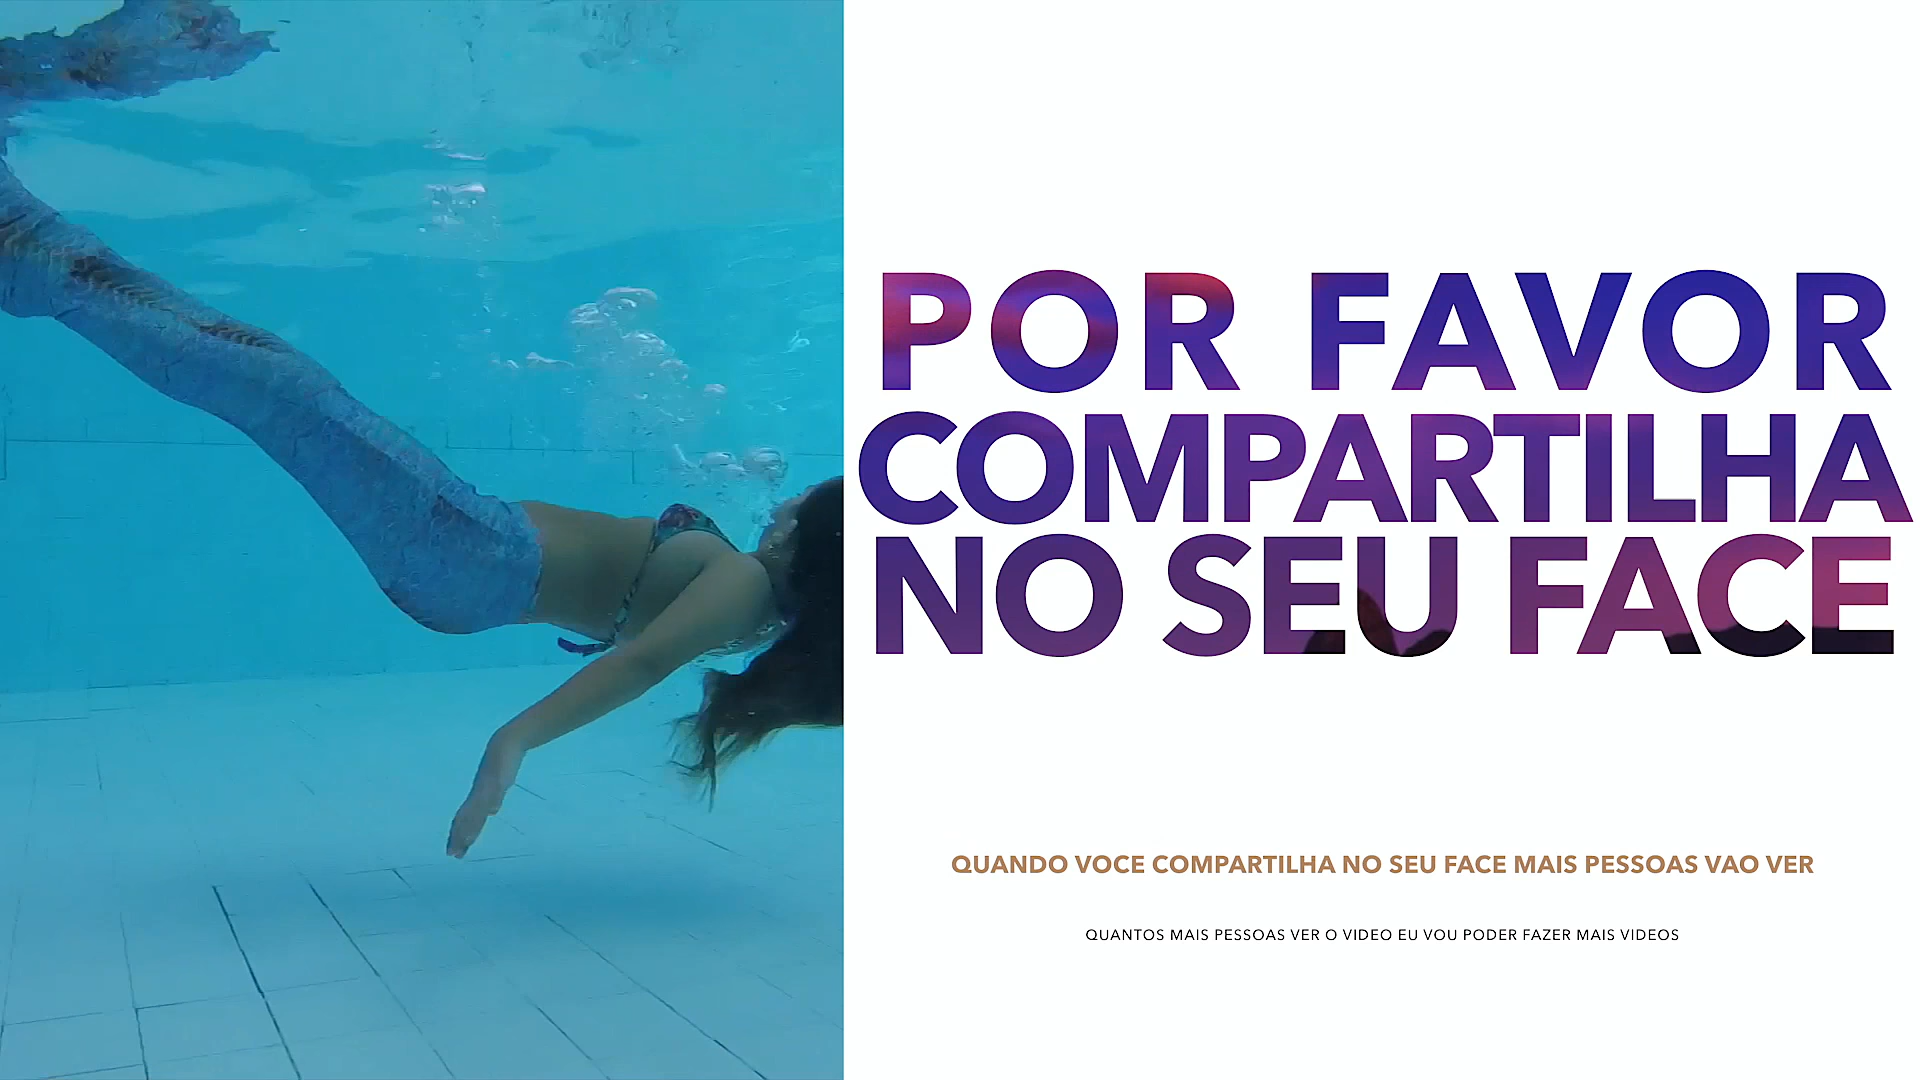 POR FAVOR
COMPARTILHA
NO SEU FACE
QUANDO VOCE COMPARTILHA NO SEU FACE MAIS PESSOAS VAO VER
QUANTOS MAIS PESSOAS VER O VIDEO EU VOU PODER FAZER MAIS VIDEOS